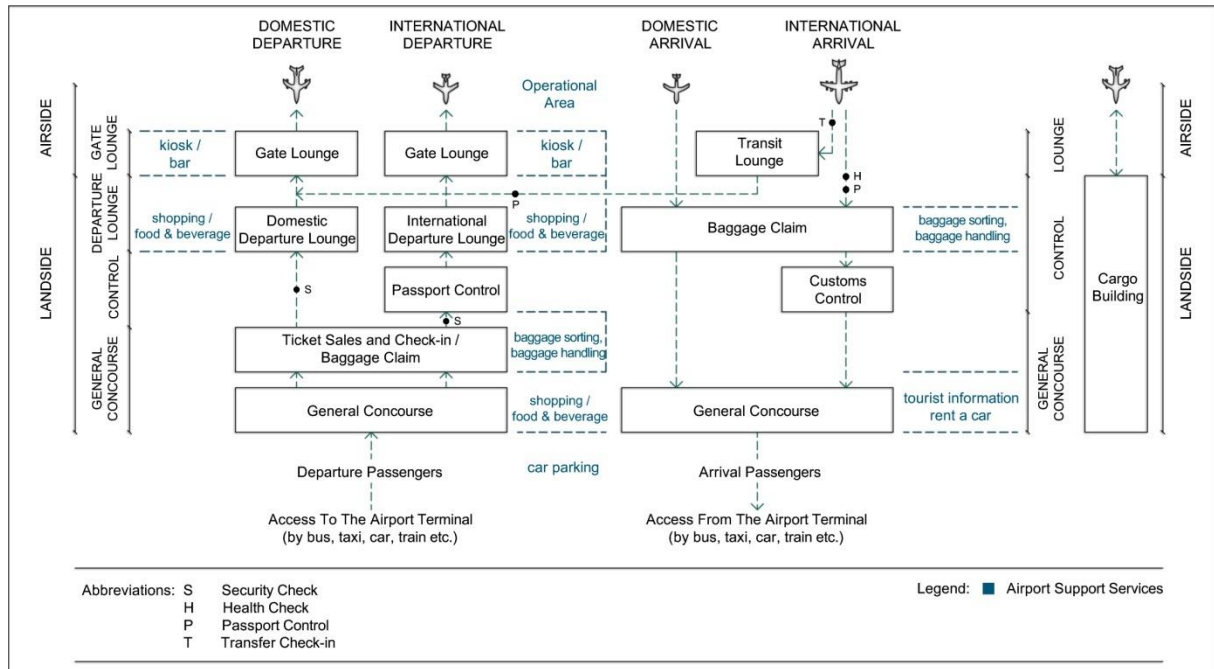 DOMESTIC
DEPARTURE
INTERNATIONAL
DEPARTURE
DOMESTIC
ARRIVAL
INTERNATIONAL
ARRIVAL
Operational
Area
AIRSIDE
GATE
LOUNGE
kiosk /
bar
Gate Lounge
Gate Lounge
kiosk /
bar
T
Transit
Lounge
H
P
LOUNGE
AIRSIDE
P
LANDSIDE
DEPARTURE
LOUNGE
shopping /
food & beverage
Domestic
Departure Lounge
International
Departure Lounge
shopping /
food & beverage
Baggage Claim
baggage sorting,
baggage handling
CONTROL
CONTROL
S
Passport Control
S
Customs
Control
Cargo
Building
LANDSIDE
Ticket Sales and Check-in /
Baggage Claim
baggage sorting,
baggage handling
GENERAL
CONCOURSE
General Concourse
shopping /
food & beverage
General Concourse
tourist information
rent a car
GENERAL
CONCOURSE
Departure Passengers
car parking
Arrival Passengers
Access To The Airport Terminal
(by bus, taxi, car, train etc.)
Access From The Airport Terminal
(by bus, taxi, car, train etc.)
Abbreviations: S Security Check
H Health Check
P Passport Control
T Transfer Check-in
Legend: Airport Support Services